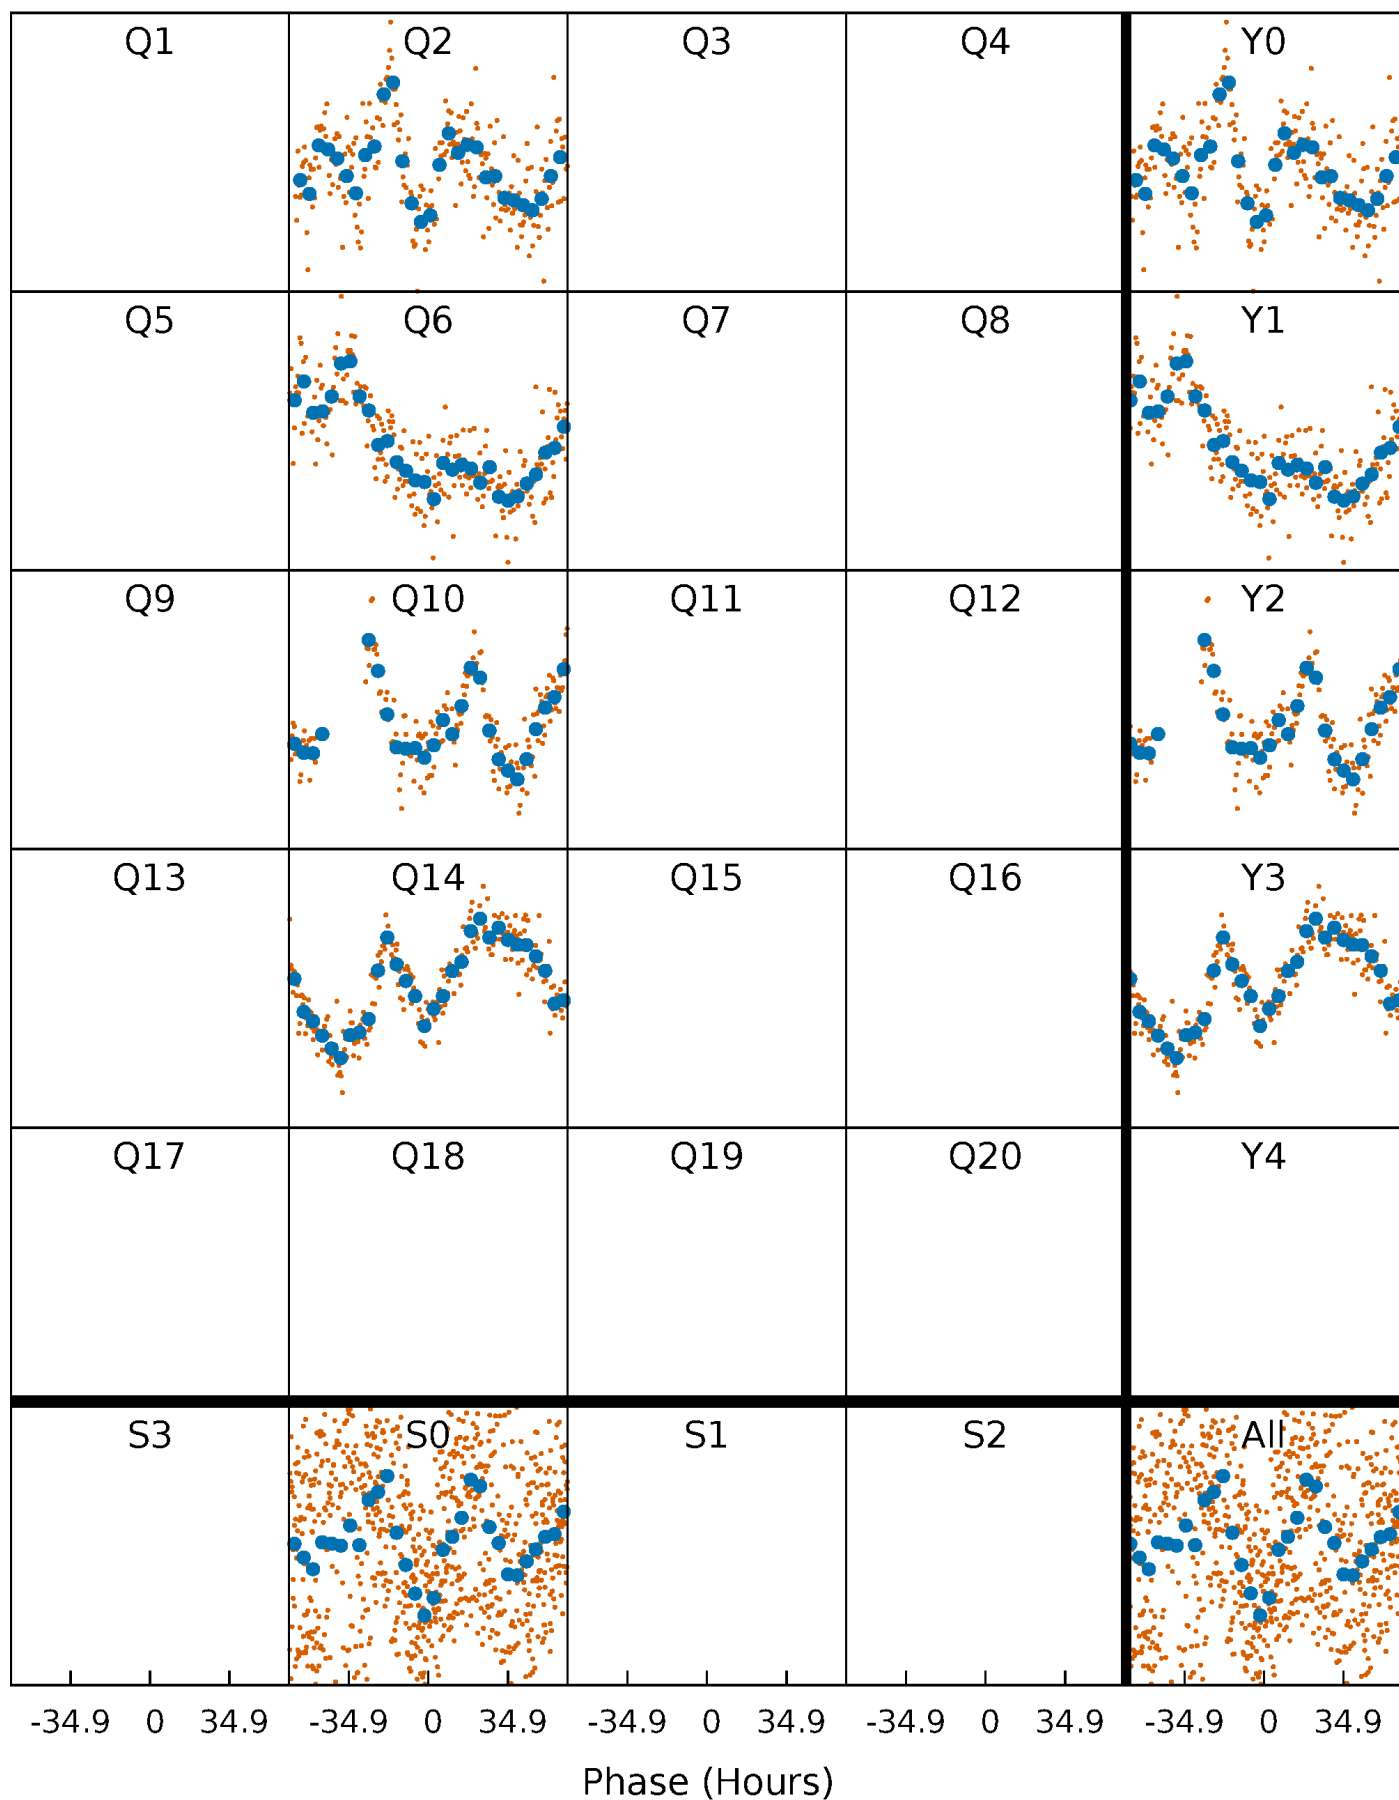 Q1 Q2 Q3 Q4 Y0
Q5 Q6 Q7 Q8 Y1
Q9 Q10 Q11 Q12 Y2
Q13 Q14 Q15 Q16 Y3
Q17 Q18 Q19 Q20 Y4
S3 S0 S1 S2 All
-34.9 0 34.9 -34.9 0 34.9 -34.9 0 34.9 -34.9 0 34.9 -34.9 0 34.9
Phase (Hours)